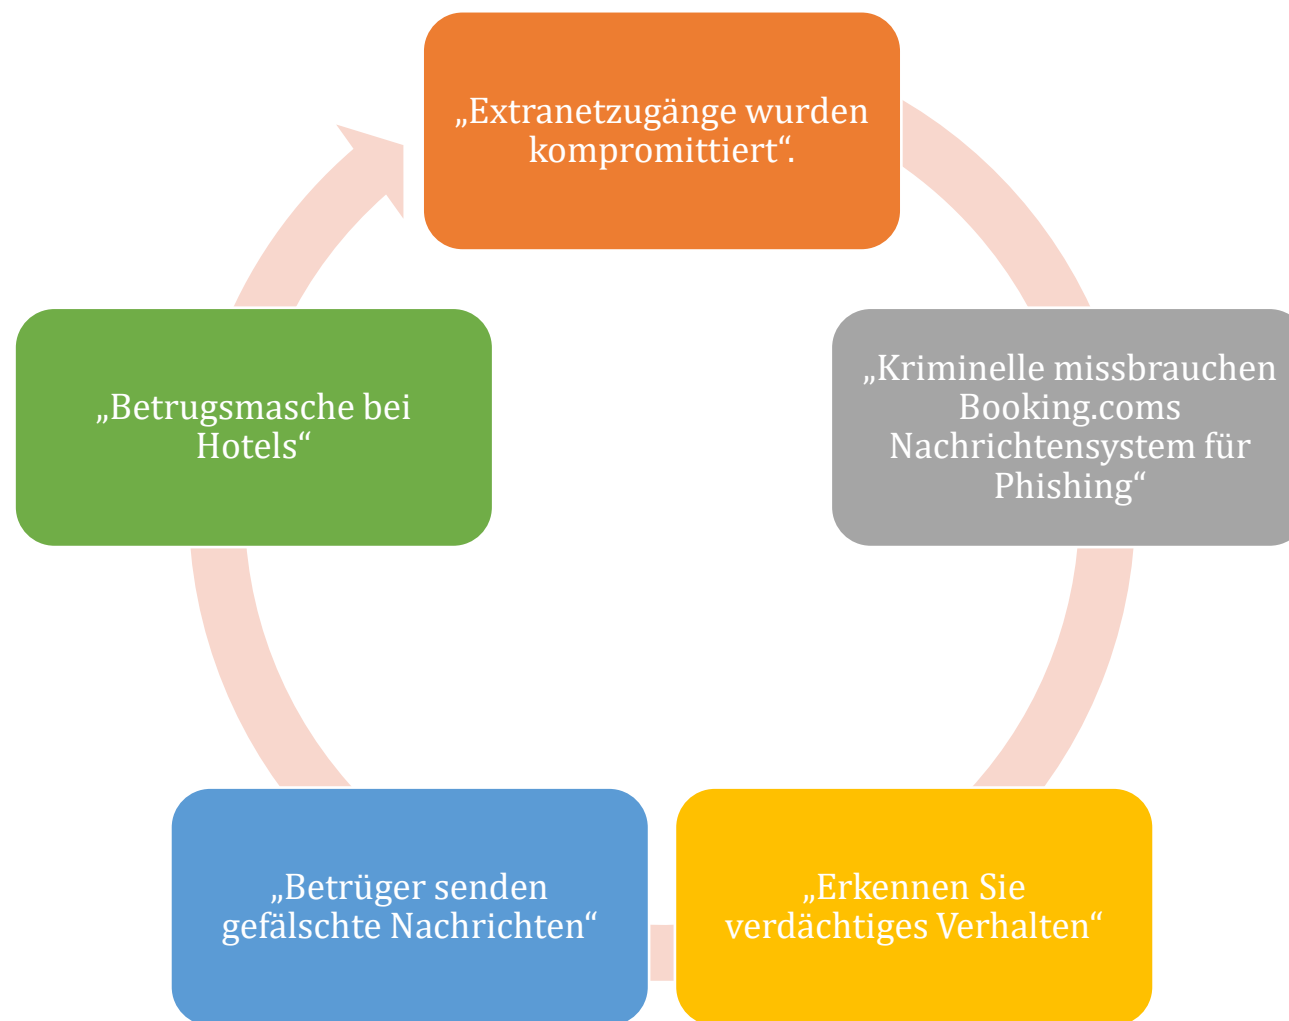 „Extranetzugänge wurden
kompromittiert“.
„Kriminelle missbrauchen
Booking.coms
Nachrichtensystem für
Phishing“
„Erkennen Sie
verdächtiges Verhalten“
„Betrüger senden
gefälschte Nachrichten“
„Betrugsmasche bei
Hotels“